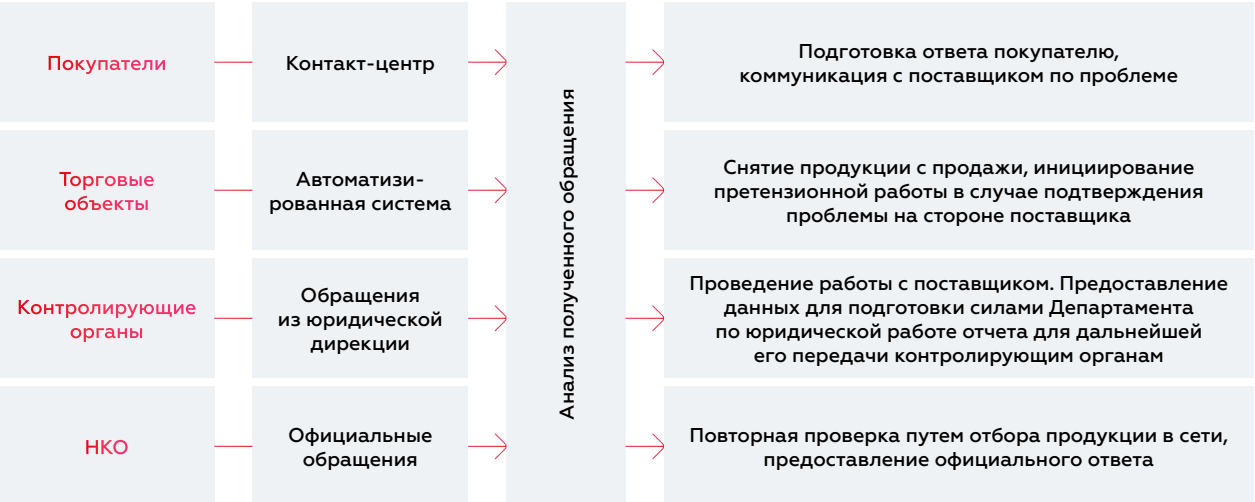 Покупатели
Контакт-центр
Подготовка ответа покупателю,
коммуникация с поставщиком по проблеме
Торговые
объекты
Автоматизи-
рованная система
Снятие продукции с продажи, инициирование
претензионной работы в случае подтверждения
проблемы на стороне поставщика
Анализ полученного обращения
Контролирующие
органы
Обращения
из юридической
дирекции
Проведение работы с поставщиком. Предоставление
данных для подготовки силами Департамента
по юридической работе отчета для дальнейшей
его передачи контролирующим органам
НКО
Официальные
обращения
Повторная проверка путем отбора продукции в сети,
предоставление официального ответа